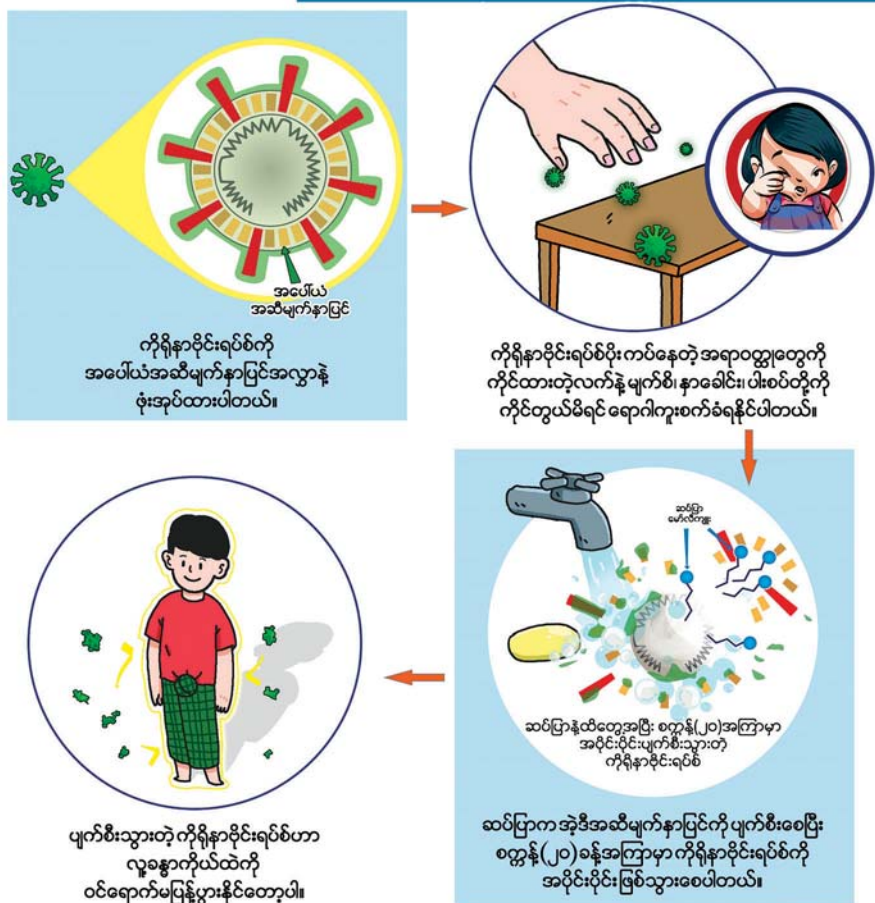 အပေါ်ယံ
အဆီမျက်နှာပြင်
ကိုရိုနာဗိုင်းရပ်စ်ကို
အပေါ်ယံအဆီမျက်နှာပြင်အလွှာနဲ့
ဖုံးအုပ်ထားပါတယ်။
ကိုရိုနာဗိုင်းရပ်စ်ပိုး ကပ်နေတဲ့ အရာဝတ္ထုတွေကို
ကိုင်ထားတဲ့လက်နဲ့ မျက်စိ၊ နှာခေါင်း၊ ပါးစပ်တို့ကို
ကိုင်တွယ်မိရင် ရောဂါကူးစက်ခံရနိုင်ပါတယ်။
ဆပ်ပြာ
မော်လီကျူး
ဆပ်ပြာနဲ့ထိတွေ့အပြီး စက္ကန့်(၂၀)အကြာမှာ
အပိုင်းပိုင်းပျက်စီးသွားတဲ့
ကိုရိုနာဗိုင်းရပ်စ်
ဆပ်ပြာက အဲ့ဒီအဆီမျက်နှာပြင်ကို ပျက်စီးစေပြီး
စက္ကန့်(၂၀)ခန့်အကြာမှာ ကိုရိုနာဗိုင်းရပ်စ်ကို
အပိုင်းပိုင်း ဖြစ်သွားစေပါတယ်။
ပျက်စီးသွားတဲ့ ကိုရိုနာဗိုင်းရပ်စ်ဟာ
လူ့ခန္ဓာကိုယ်ထဲကို
ဝင်ရောက်မပြန့်ပွားနိုင်တော့ပါ။